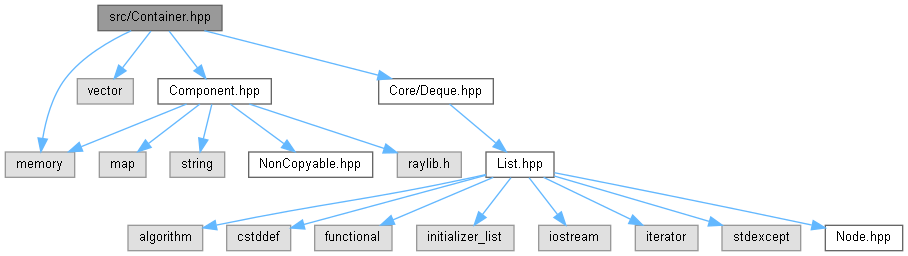 src/Container.hpp
vector
Component.hpp
Core/Deque.hpp
memory
map
string
NonCopyable.hpp
raylib.h
List.hpp
algorithm
cstddef
functional
initializer_list
iostream
iterator
stdexcept
Node.hpp